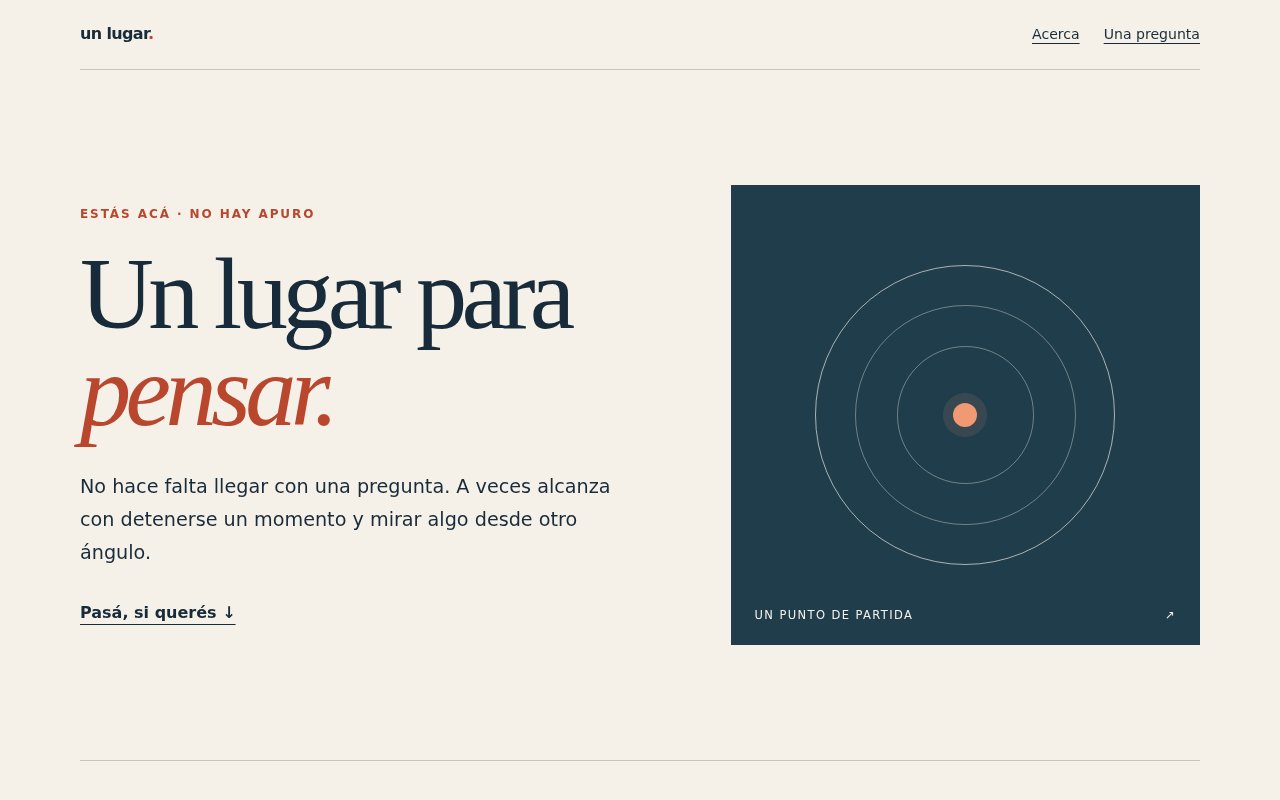 un lugar.
Acerca
Una pregunta
ESTÁS ACÁ · NO HAY APURO
Un lugar para
pensar.
No hace falta llegar con una pregunta. A veces alcanza
con detenerse un momento y mirar algo desde otro
ángulo.
Pasá, si querés ↓
UN PUNTO DE PARTIDA ↗